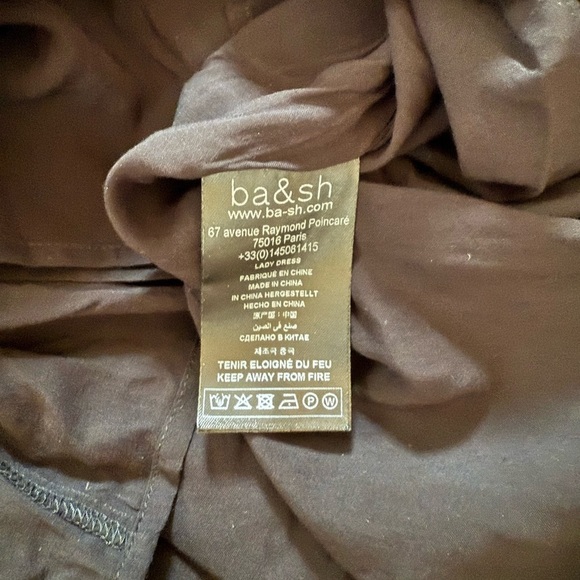 ba&sh
www.ba-sh.com
67 avenue Raymond Poincaré
75016 Paris
+33(0)145081415
LADY DRESS
FABRIQUE EN CHINE
MADE IN CHINA
IN CHINA HERGESTELLT
HECHO EN CHINA
原产国: 中国
صنع في الصين
СДЕЛАНО В КИТАЕ
제조국 중국
TENIR ELOIGNÉ DU FEU
KEEP AWAY FROM FIRE
P W